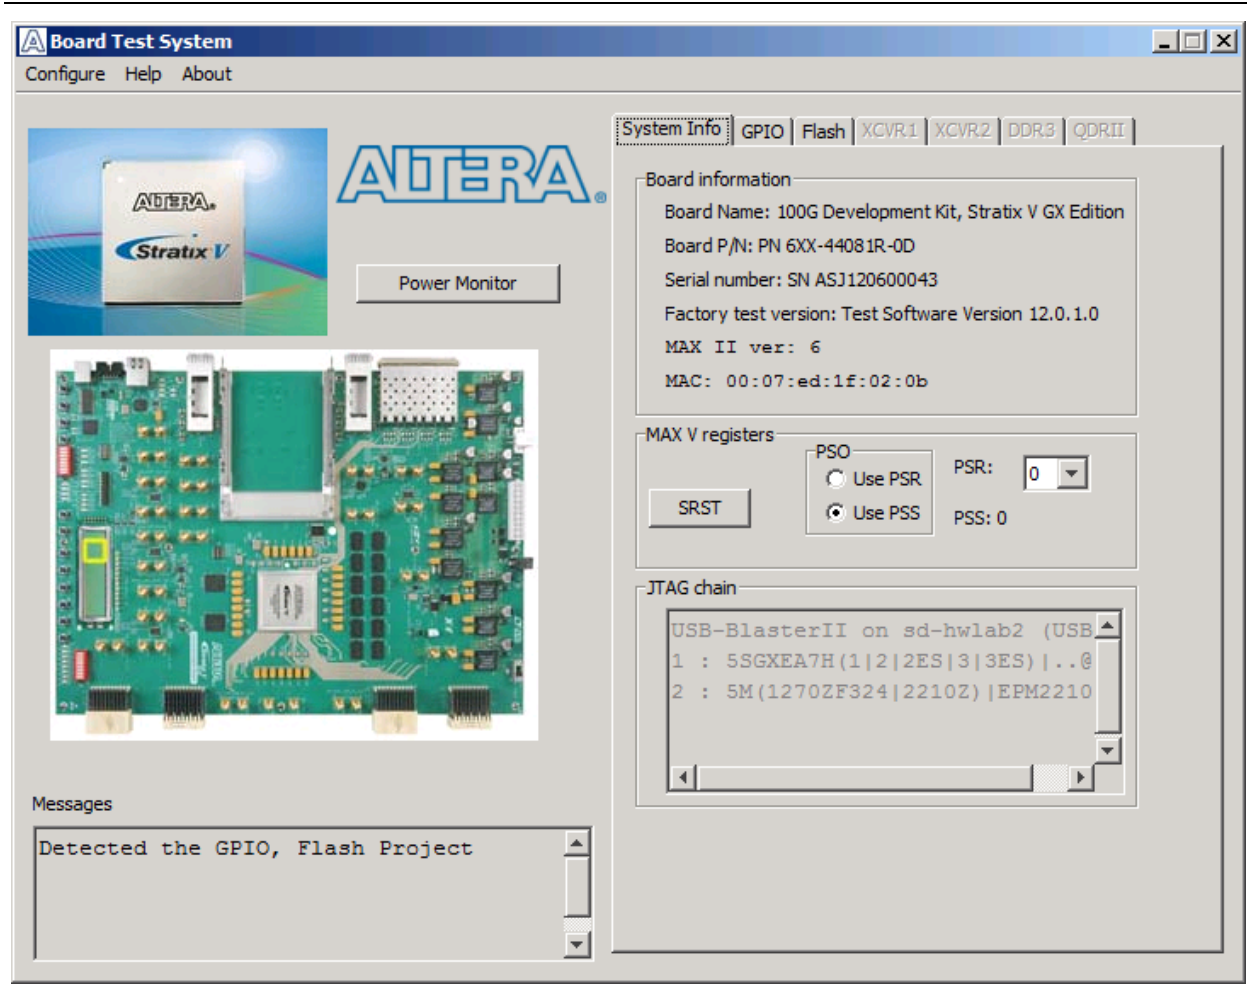 Board Test System
Configure Help About
ALTERA.
Stratix V
ALTERA®
Power Monitor
Messages
Detected the GPIO, Flash Project
System Info GPIO Flash XCVR1 XCVR2 DDR3 QDRII
Board information
Board Name: 100G Development Kit, Stratix V GX Edition
Board P/N: PN 6XX-44081R-0D
Serial number: SN ASJ120600043
Factory test version: Test Software Version 12.0.1.0
MAX II ver: 6
MAC: 00:07:ed:1f:02:0b
MAX V registers
SRST
PSO
Use PSR
Use PSS
PSR: 0
PSS: 0
JTAG chain
USB-BlasterII on sd-hwlab2 (USB
1 : 5SGXEA7H(1|2|2ES|3|3ES)|..@
2 : 5M(1270ZF324|2210Z)|EPM2210